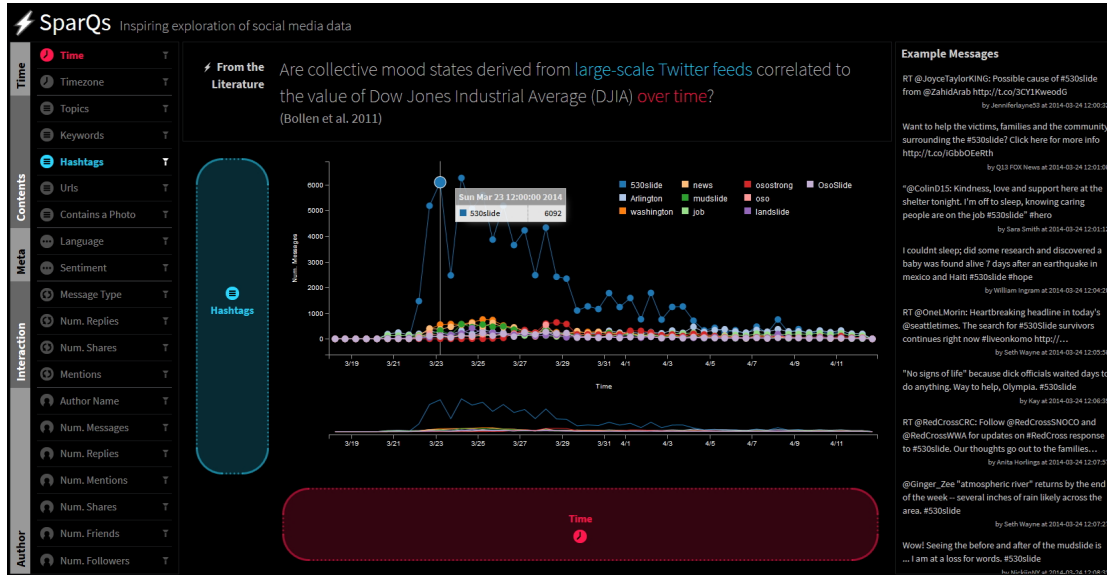 SparQs Inspiring exploration of social media data
Time
Contents
Meta
Interaction
Author
Time
Timezone
Topics
Keywords
Hashtags
Urls
Contains a Photo
Language
Sentiment
Message Type
Num. Replies
Num. Shares
Mentions
Author Name
Num. Messages
Num. Replies
Num. Mentions
Num. Shares
Num. Friends
Num. Followers
From the
Literature
Are collective mood states derived from large-scale Twitter feeds correlated to
the value of Dow Jones Industrial Average (DJIA) over time?
(Bollen et al. 2011)
Hashtags
Num. Messages
6000
5000
4000
3000
2000
1000
0
Sun Mar 23 12:00:00 2014
530slide 6092
530slide news osostrong OsoSlide
Arlington mudslide oso
washington job landslide
3/19 3/21 3/23 3/25 3/27 3/29 3/31 4/1 4/3 4/5 4/7 4/9 4/11
Time
3/19 3/21 3/23 3/25 3/27 3/29 3/31 4/1 4/3 4/5 4/7 4/9 4/11
Time
Example Messages
RT @JoyceTaylorKING: Possible cause of #530slide
from @ZahidArab http://t.co/3CY1KweodG
by Jenniferlayne53 at 2014-03-24 12:00:3
Want to help the victims, families and the community
surrounding the #530slide? Click here for more info
http://t.co/iGbbOEeRth
by Q13 FOX News at 2014-03-24 12:01:0
"@ColinD15: Kindness, love and support here at the
shelter tonight. I'm off to sleep, knowing caring
people are on the job #530slide" #hero
by Sara Smith at 2014-03-24 12:01:1
I couldnt sleep; did some research and discovered a
baby was found alive 7 days after an earthquake in
mexico and Haiti #530slide #hope
by William Ingram at 2014-03-24 12:04:2
RT @OneLMorin: Heartbreaking headline in today's
@seattletimes. The search for #530Slide survivors
continues right now #liveonkomo http://...
by Seth Wayne at 2014-03-24 12:05:5
"No signs of life" because dick officials waited days to
do anything. Way to help, Olympia. #530slide
by Kay at 2014-03-24 12:06:3
RT @RedCrossCRC: Follow @RedCrossSNOCO and
@RedCrossWWA for updates on #RedCross response
to #530slide. Our thoughts go out to the families...
by Anita Horlings at 2014-03-24 12:07:5
@Ginger_Zee "atmospheric river" returns by the end
of the week -- several inches of rain likely across the
area. #530slide
by Seth Wayne at 2014-03-24 12:07:2
Wow! Seeing the before and after of the mudslide is
... I am at a loss for words. #530slide
at 2014-03-24 12:08:3